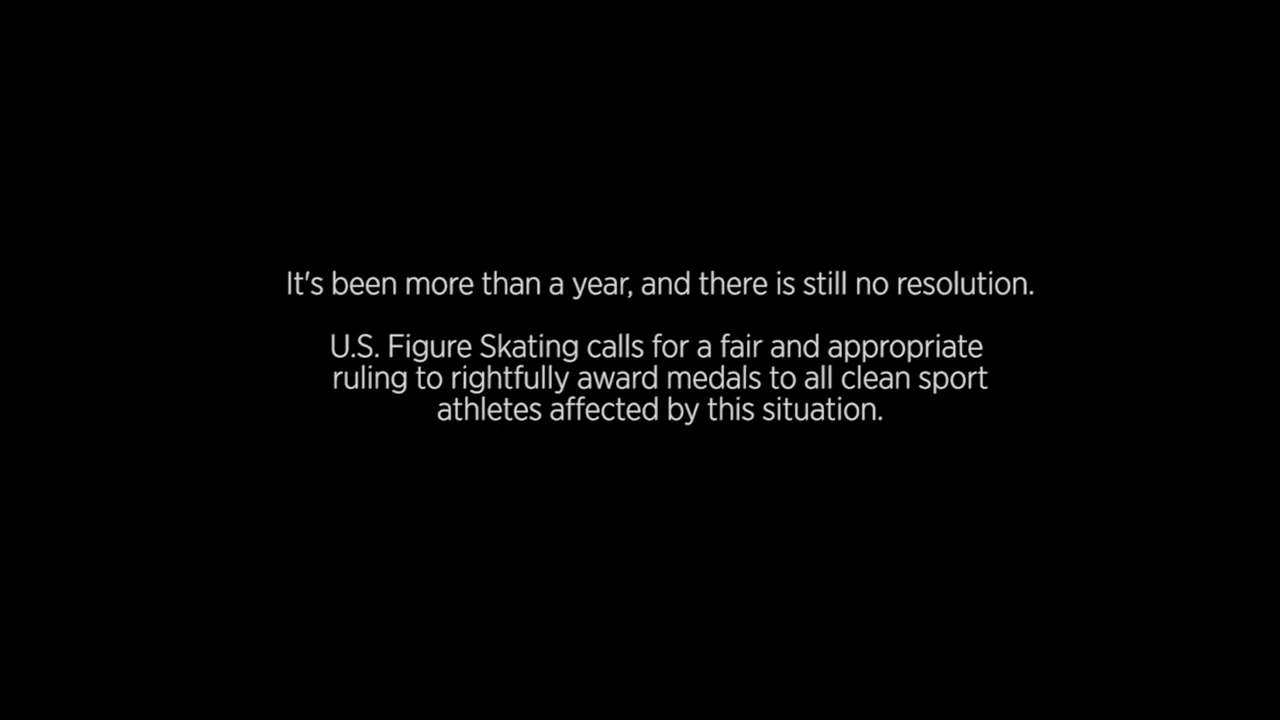 It's been more than a year, and there is still no resolution.
U.S. Figure Skating calls for a fair and appropriate
ruling to rightfully award medals to all clean sport
athletes affected by this situation.